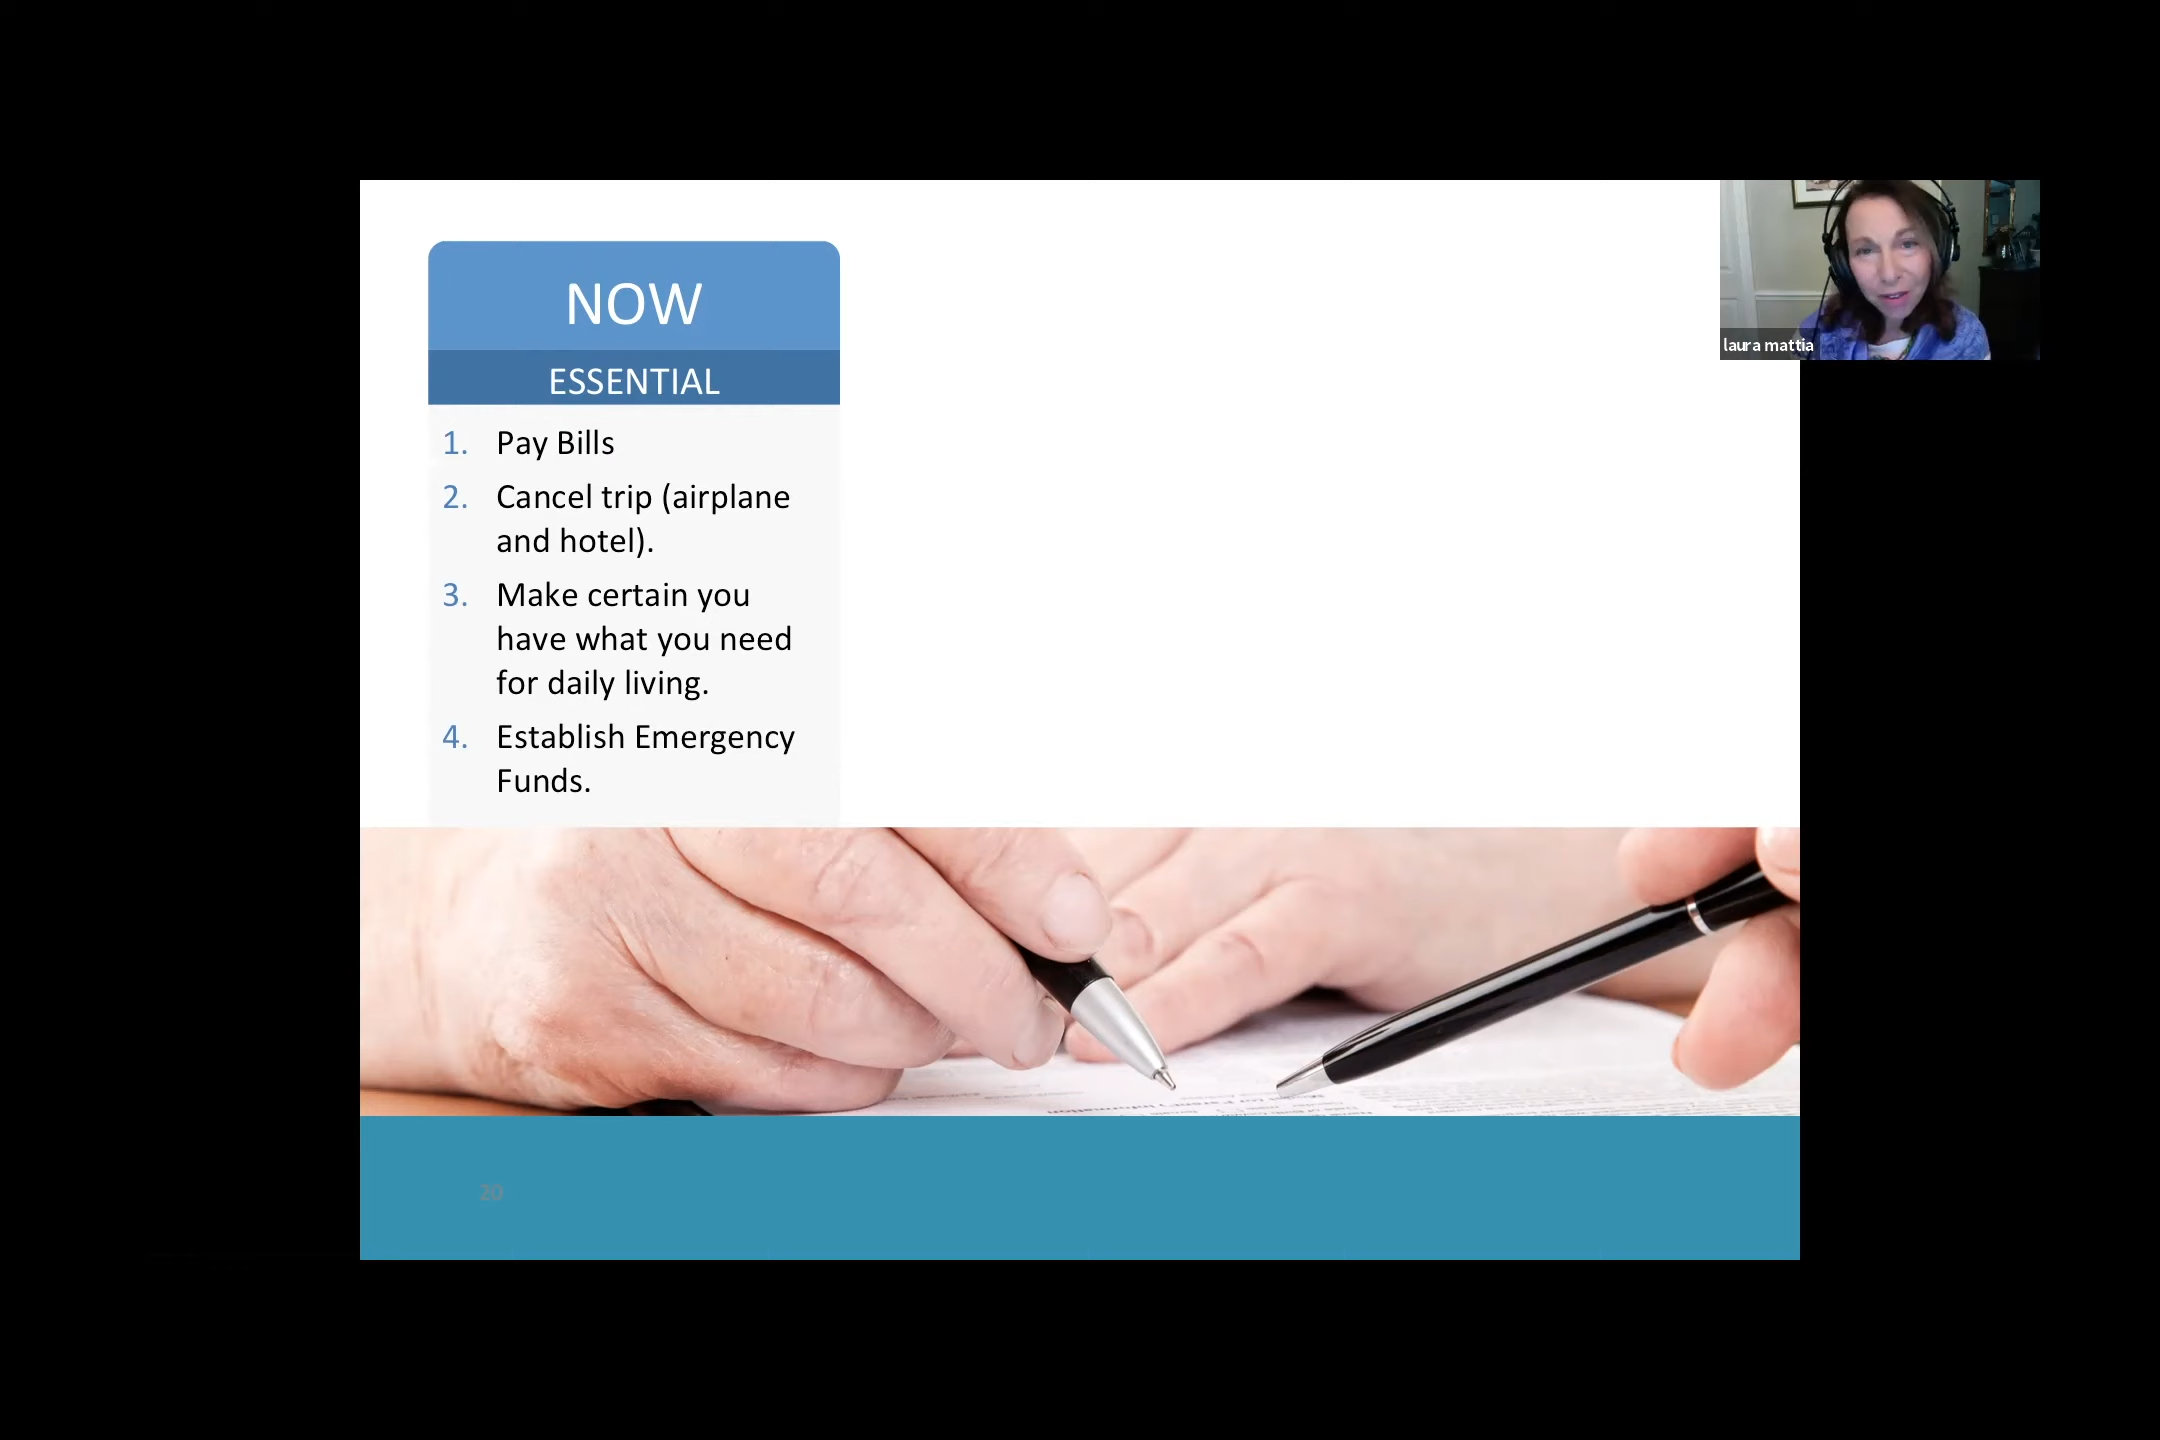 NOW
ESSENTIAL
1. Pay Bills
2. Cancel trip (airplane
and hotel).
3. Make certain you
have what you need
for daily living.
4. Establish Emergency
Funds.
laura mattia
20